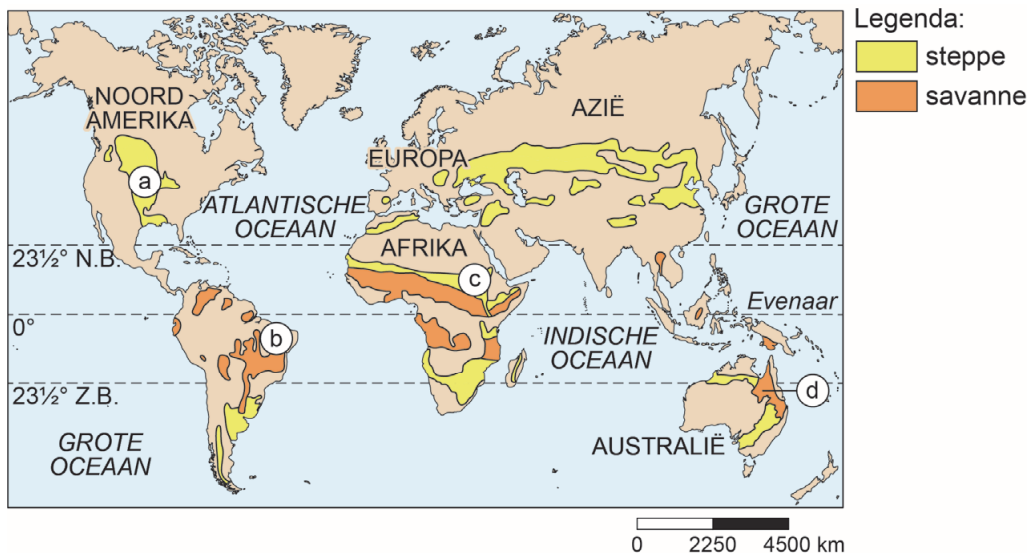 Legenda:
steppe
savanne
NOORD
AMERIKA
AZIË
EUROPA
a
ATLANTISCHE
OCEAAN
GROTE
OCEAAN
AFRIKA
23½° N.B.
c
Evenaar
0°
b
INDISCHE
OCEAAN
23½° Z.B.
d
GROTE
OCEAAN
AUSTRALIË
0 2250 4500 km